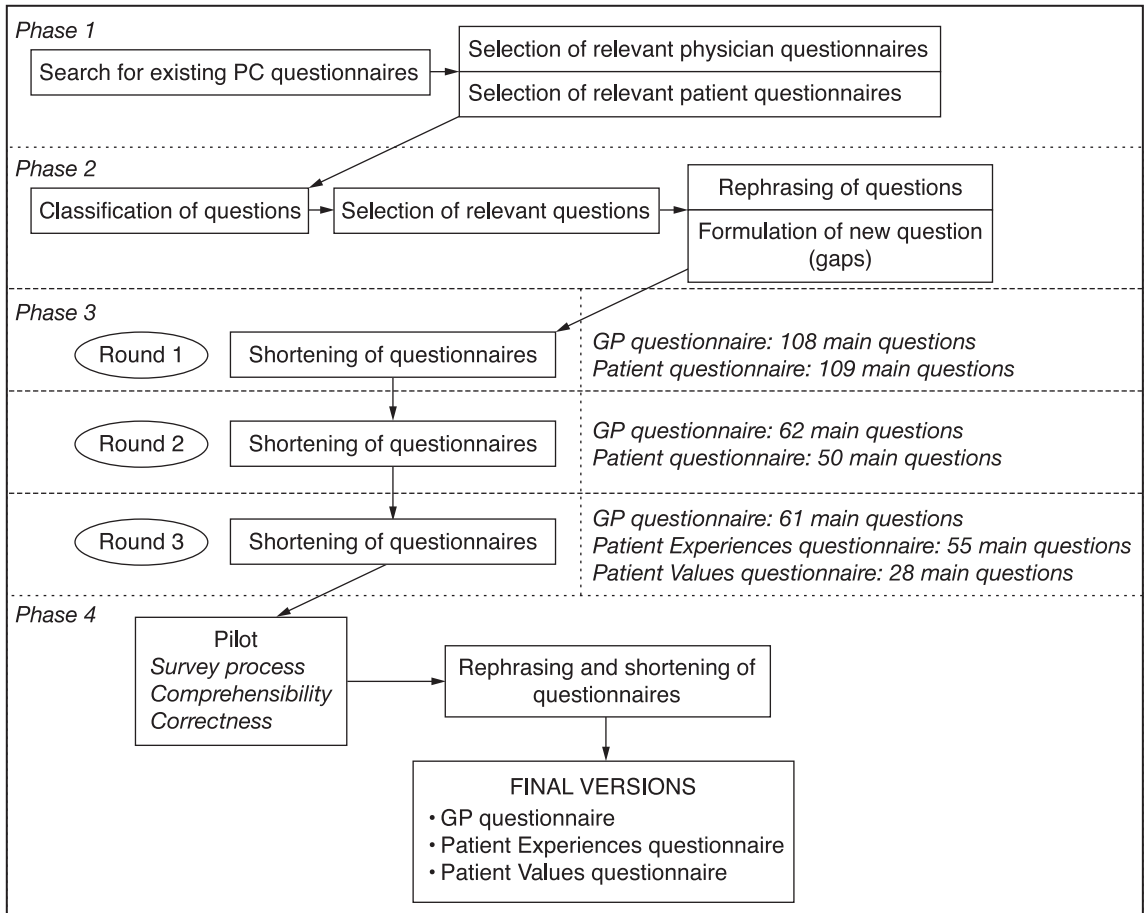 Phase 1
Search for existing PC questionnaires
Selection of relevant physician questionnaires
Selection of relevant patient questionnaires
Phase 2
Classification of questions
Selection of relevant questions
Rephrasing of questions
Formulation of new question
(gaps)
Phase 3
Round 1
Shortening of questionnaires
GP questionnaire: 108 main questions
Patient questionnaire: 109 main questions
Round 2
Shortening of questionnaires
GP questionnaire: 62 main questions
Patient questionnaire: 50 main questions
Round 3
Shortening of questionnaires
GP questionnaire: 61 main questions
Patient Experiences questionnaire: 55 main questions
Patient Values questionnaire: 28 main questions
Phase 4
Pilot
Survey process
Comprehensibility
Correctness
Rephrasing and shortening of
questionnaires
FINAL VERSIONS
• GP questionnaire
• Patient Experiences questionnaire
• Patient Values questionnaire